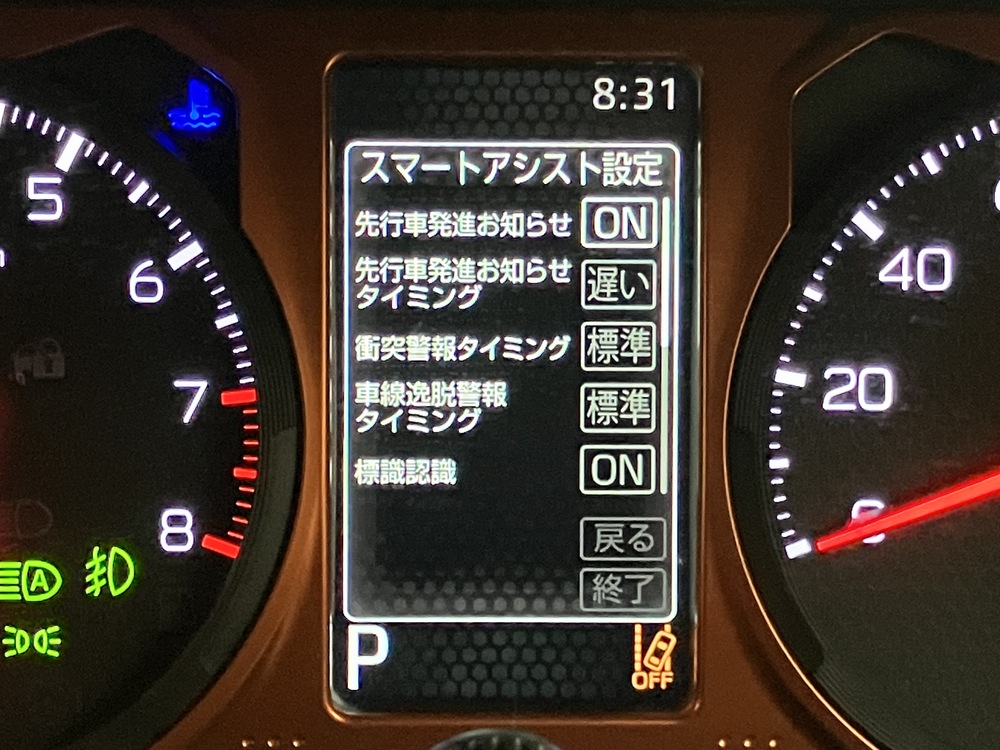 8:31
スマートアシスト設定
先行車発進お知らせ ON
先行車発進お知らせ
タイミング 遅い
衝突警報タイミング 標準
車線逸脱警報
タイミング 標準
標識認識 ON
戻る
終了
P
OFF
5
6
7
8
A
40
20
0